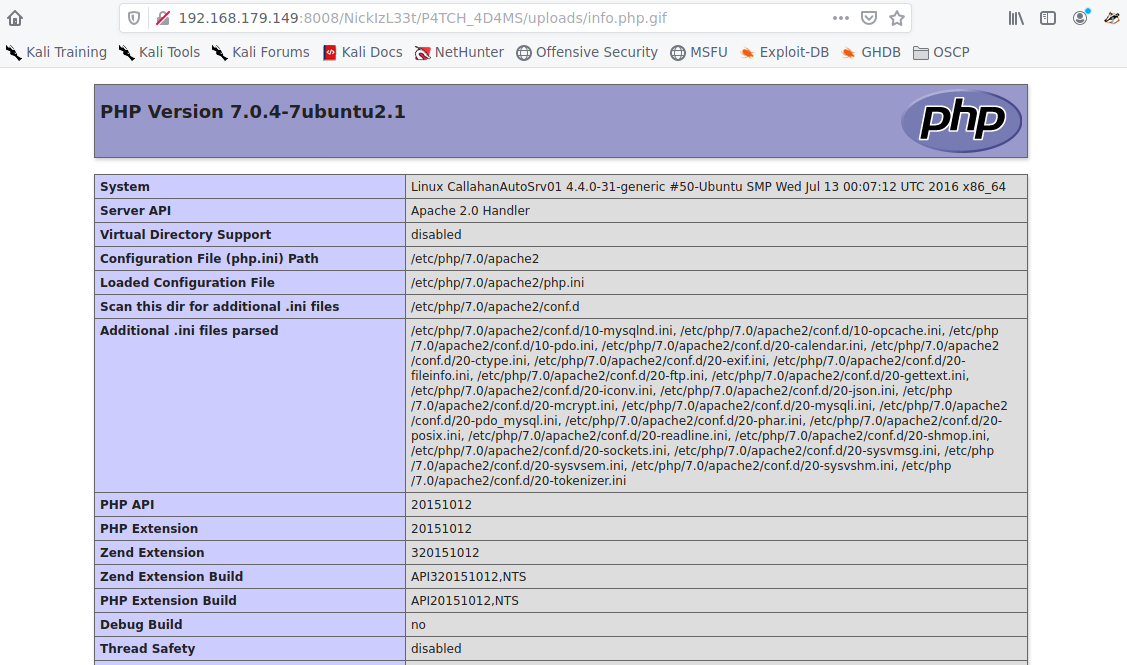 192.168.179.149:8008/NickIzL33t/P4TCH_4D4MS/uploads/info.php.gif
Kali Training Kali Tools Kali Forums Kali Docs NetHunter Offensive Security MSFU Exploit-DB GHDB OSCP
PHP Version 7.0.4-7ubuntu2.1
php
System Linux CallahanAutoSrv01 4.4.0-31-generic #50-Ubuntu SMP Wed Jul 13 00:07:12 UTC 2016 x86_64
Server API Apache 2.0 Handler
Virtual Directory Support disabled
Configuration File (php.ini) Path /etc/php/7.0/apache2
Loaded Configuration File /etc/php/7.0/apache2/php.ini
Scan this dir for additional .ini files /etc/php/7.0/apache2/conf.d
Additional .ini files parsed /etc/php/7.0/apache2/conf.d/10-mysqlnd.ini, /etc/php/7.0/apache2/conf.d/10-opcache.ini, /etc/php
/7.0/apache2/conf.d/10-pdo.ini, /etc/php/7.0/apache2/conf.d/20-calendar.ini, /etc/php/7.0/apache2
/conf.d/20-ctype.ini, /etc/php/7.0/apache2/conf.d/20-exif.ini, /etc/php/7.0/apache2/conf.d/20-
fileinfo.ini, /etc/php/7.0/apache2/conf.d/20-ftp.ini, /etc/php/7.0/apache2/conf.d/20-gettext.ini,
/etc/php/7.0/apache2/conf.d/20-iconv.ini, /etc/php/7.0/apache2/conf.d/20-json.ini, /etc/php
/7.0/apache2/conf.d/20-mcrypt.ini, /etc/php/7.0/apache2/conf.d/20-mysqli.ini, /etc/php/7.0/apache2
/conf.d/20-pdo_mysql.ini, /etc/php/7.0/apache2/conf.d/20-phar.ini, /etc/php/7.0/apache2/conf.d/20-
posix.ini, /etc/php/7.0/apache2/conf.d/20-readline.ini, /etc/php/7.0/apache2/conf.d/20-shmop.ini,
/etc/php/7.0/apache2/conf.d/20-sockets.ini, /etc/php/7.0/apache2/conf.d/20-sysvmsg.ini, /etc/php
/7.0/apache2/conf.d/20-sysvsem.ini, /etc/php/7.0/apache2/conf.d/20-sysvshm.ini, /etc/php
/7.0/apache2/conf.d/20-tokenizer.ini
PHP API 20151012
PHP Extension 20151012
Zend Extension 320151012
Zend Extension Build API320151012,NTS
PHP Extension Build API20151012,NTS
Debug Build no
Thread Safety disabled